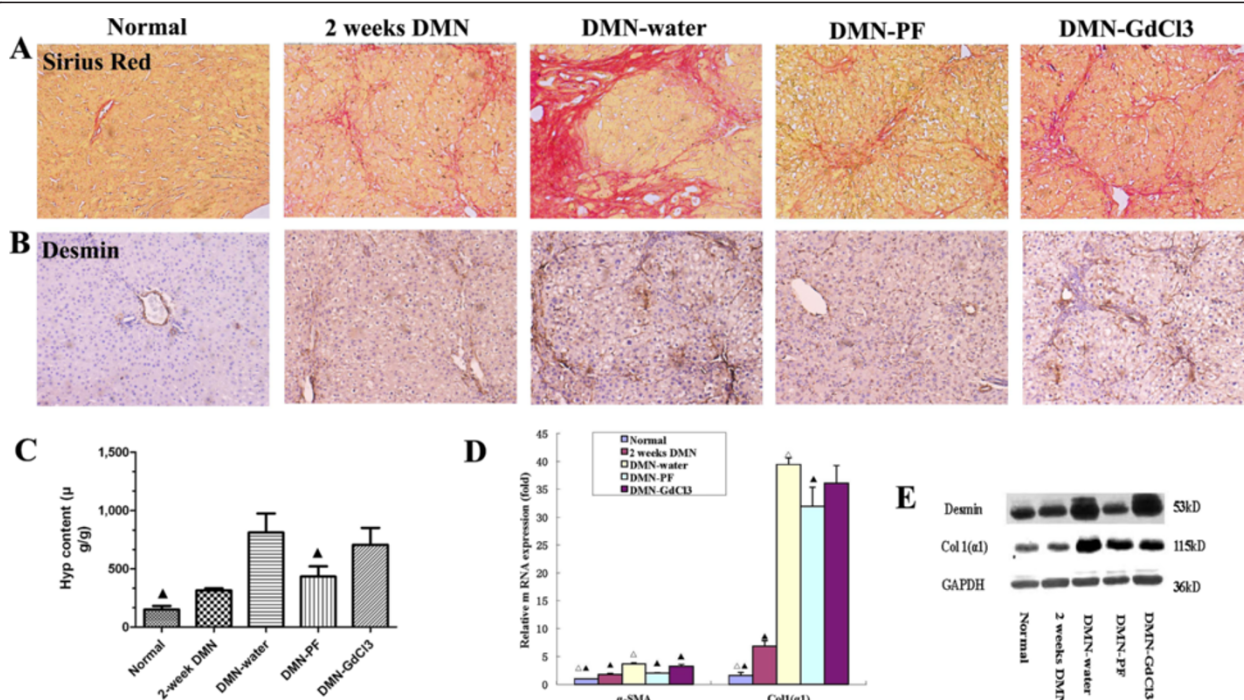 Normal
2 weeks DMN
DMN-water
DMN-PF
DMN-GdCl3
A
Sirius Red
B
Desmin
C
Hyp content (μ
g/g)
1,500
1,000
500
0
Normal
2-week DMN
DMN-water
DMN-PF
DMN-GdCl3
D
Relative m RNA expression (fold)
45
40
35
30
25
20
15
10
5
0
Normal
2 weeks DMN
DMN-water
DMN-PF
DMN-GdCl3
△▲
▲
△
▲
▲
△▲
▲
△
▲
α-SMA
Col1(α1)
E
Desmin
53kD
Col 1(α1)
115kD
GAPDH
36kD
Normal
2 weeks DMN
DMN-water
DMN-PF
DMN-GdCl3